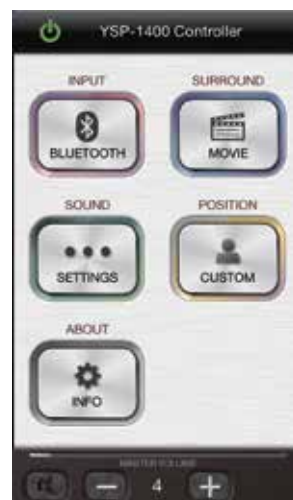 YSP-1400 Controller
INPUT
SURROUND
BLUETOOTH
MOVIE
SOUND
POSITION
SETTINGS
CUSTOM
ABOUT
INFO
MASTER VOLUME
4